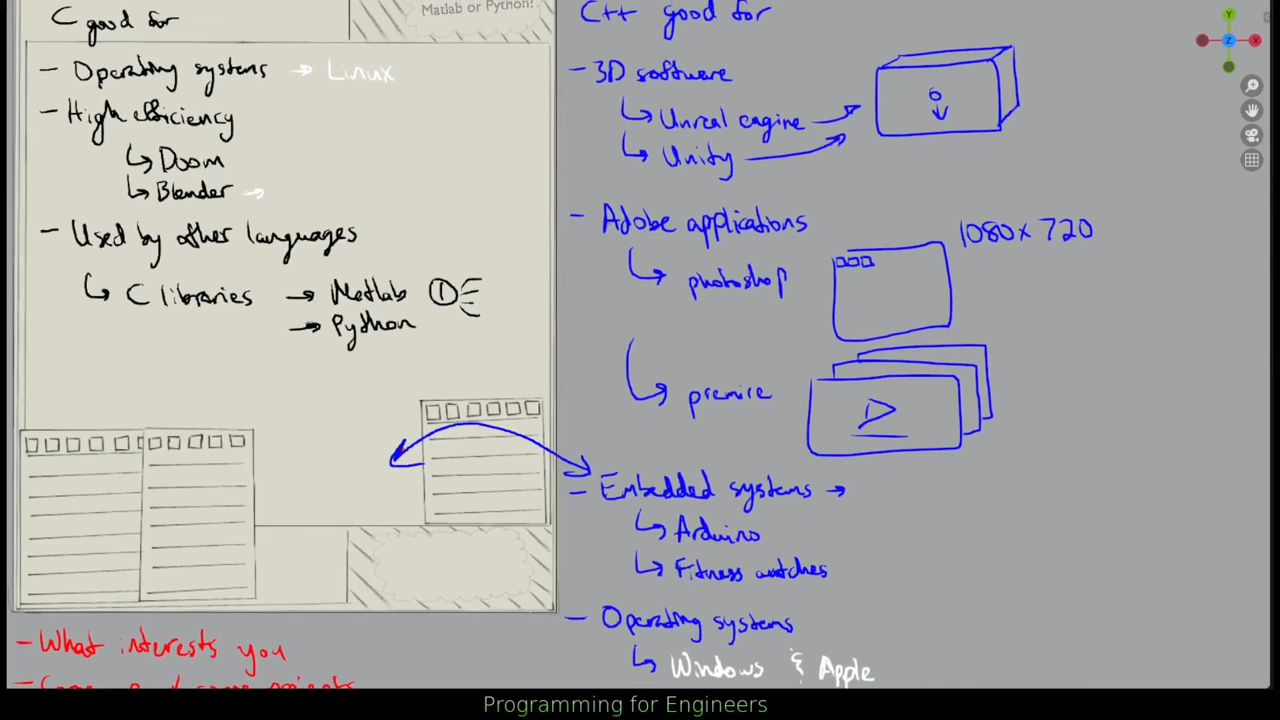 Matlab or Python?
C good for
- Operating systems → Linux
- High efficiency
↳ Doom
↳ Blender →
- Used by other languages
↳ C libraries → Matlab ①
→ Python
- What interests you
C++ good for
- 3D software
↳ Unreal engine
↳ Unity
- Adobe applications
↳ photoshop
1080x720
↳ premire
- Embedded systems →
↳ Arduino
↳ Fitness watches
- Operating systems
↳ Windows & Apple
Y
Z
X
Programming for Engineers